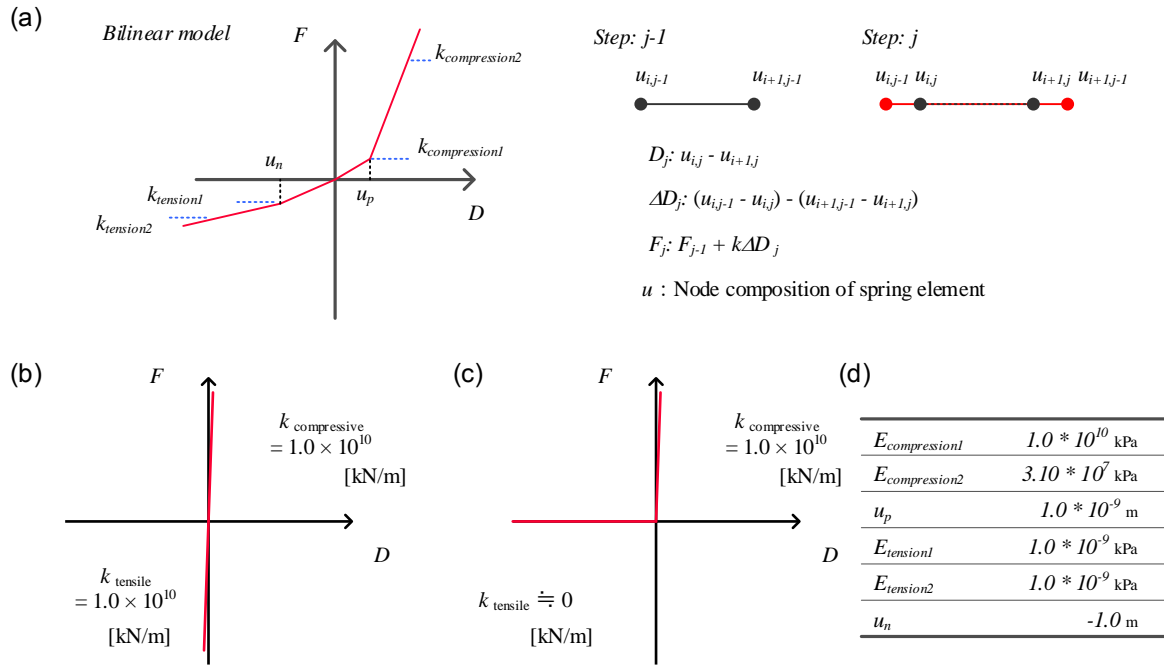 (a)
Bilinear model
F
k_compression2
k_compression1
u_n
u_p
k_tension1
k_tension2
D
Step: j-1
u_i,j-1
u_i+1,j-1
Step: j
u_i,j-1 u_i,j
u_i+1,j u_i+1,j-1
D_j: u_i,j - u_i+1,j
ΔD_j: (u_i,j-1 - u_i,j) - (u_i+1,j-1 - u_i+1,j)
F_j: F_j-1 + kΔD_j
u : Node composition of spring element
(b)
F
k compressive
= 1.0 × 10^10
[kN/m]
D
k tensile
= 1.0 × 10^10
[kN/m]
(c)
F
k compressive
= 1.0 × 10^10
[kN/m]
D
k tensile ≒ 0
(d)
E_compression1 1.0 * 10^10 kPa
E_compression2 3.10 * 10^7 kPa
u_p 1.0 * 10^-9 m
E_tension1 1.0 * 10^-9 kPa
E_tension2 1.0 * 10^-9 kPa
u_n -1.0 m